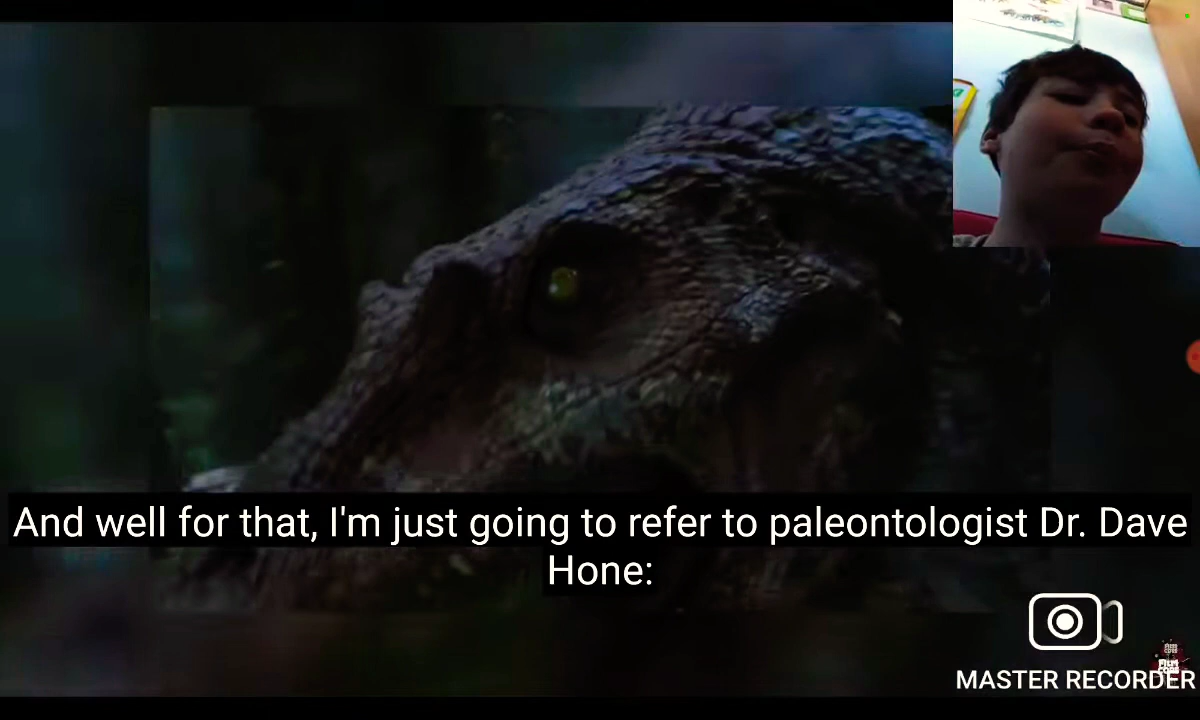 And well for that, I'm just going to refer to paleontologist Dr. Dave
Hone:
MASTER RECORDER